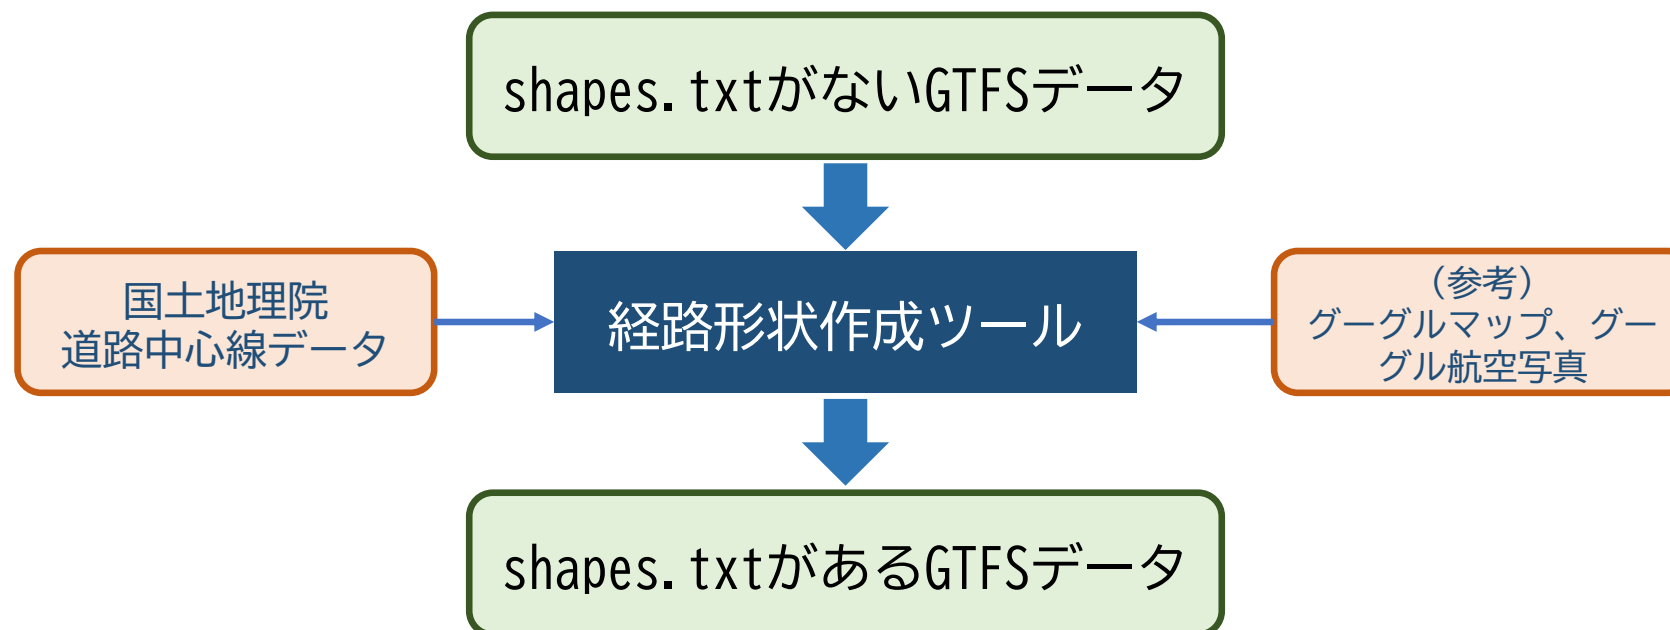 shapes.txtがないGTFSデータ
国土地理院
道路中心線データ
経路形状作成ツール
（参考）
グーグルマップ、グー
グル航空写真
shapes.txtがあるGTFSデータ